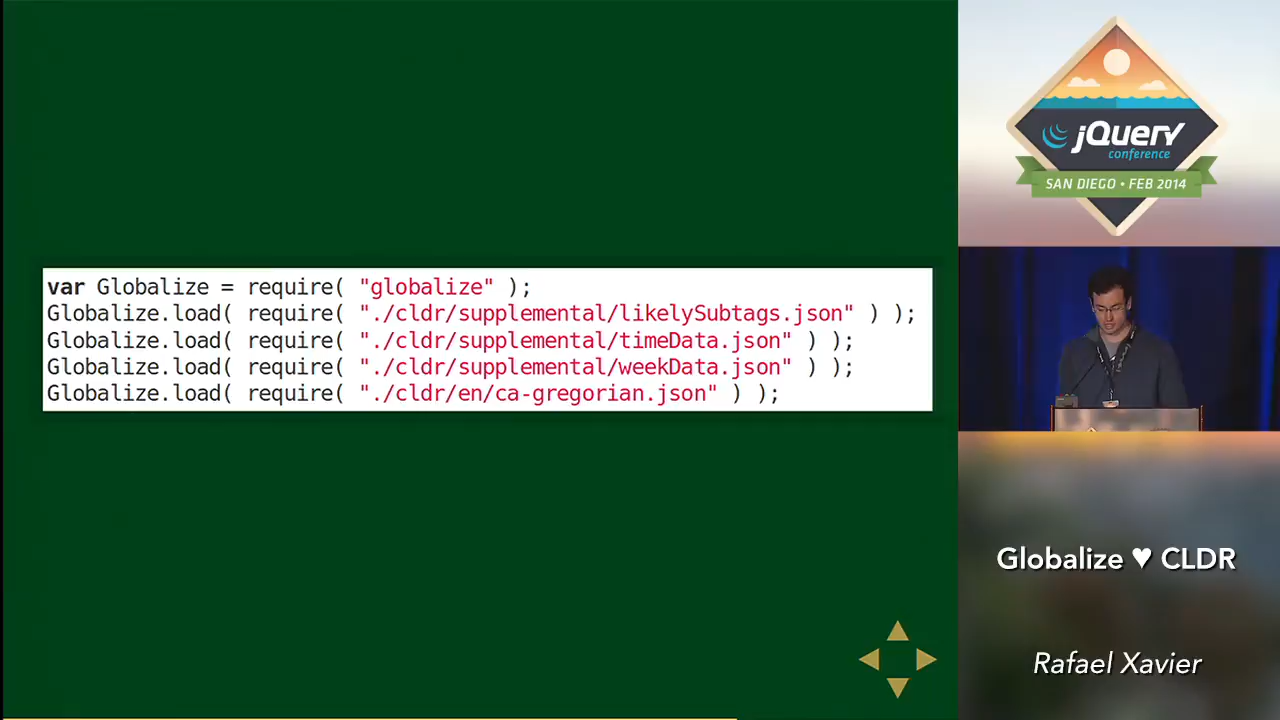 var Globalize = require( "globalize" );
Globalize.load( require( "./cldr/supplemental/likelySubtags.json" ) );
Globalize.load( require( "./cldr/supplemental/timeData.json" ) );
Globalize.load( require( "./cldr/supplemental/weekData.json" ) );
Globalize.load( require( "./cldr/en/ca-gregorian.json" ) );
jQuery
conference
SAN DIEGO • FEB 2014
Globalize ♥ CLDR
Rafael Xavier